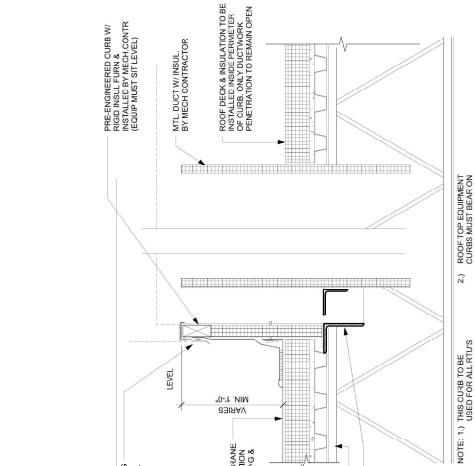 PRE-ENGINEERED CURB W/
RIGID INSUL FURN &
INSTALLED BY MECH.CONTR
(EQUIP MUST SIT LEVEL)
MTL. DUCT W/ INSUL.
BY MECH CONTRACTOR
ROOF DECK & INSULATION TO BE
INSTALLED INSIDE PERIMETER
OF CURB. ONLY DUCTWORK
PENETRATION TO REMAIN OPEN
LEVEL
VARIES
MIN. 1'-0"
RANE
TION
G &
S
NOTE: 1.) THIS CURB TO BE
USED FOR ALL RTU'S
2.) ROOF TOP EQUIPMENT
CURBS MUST BEAR ON